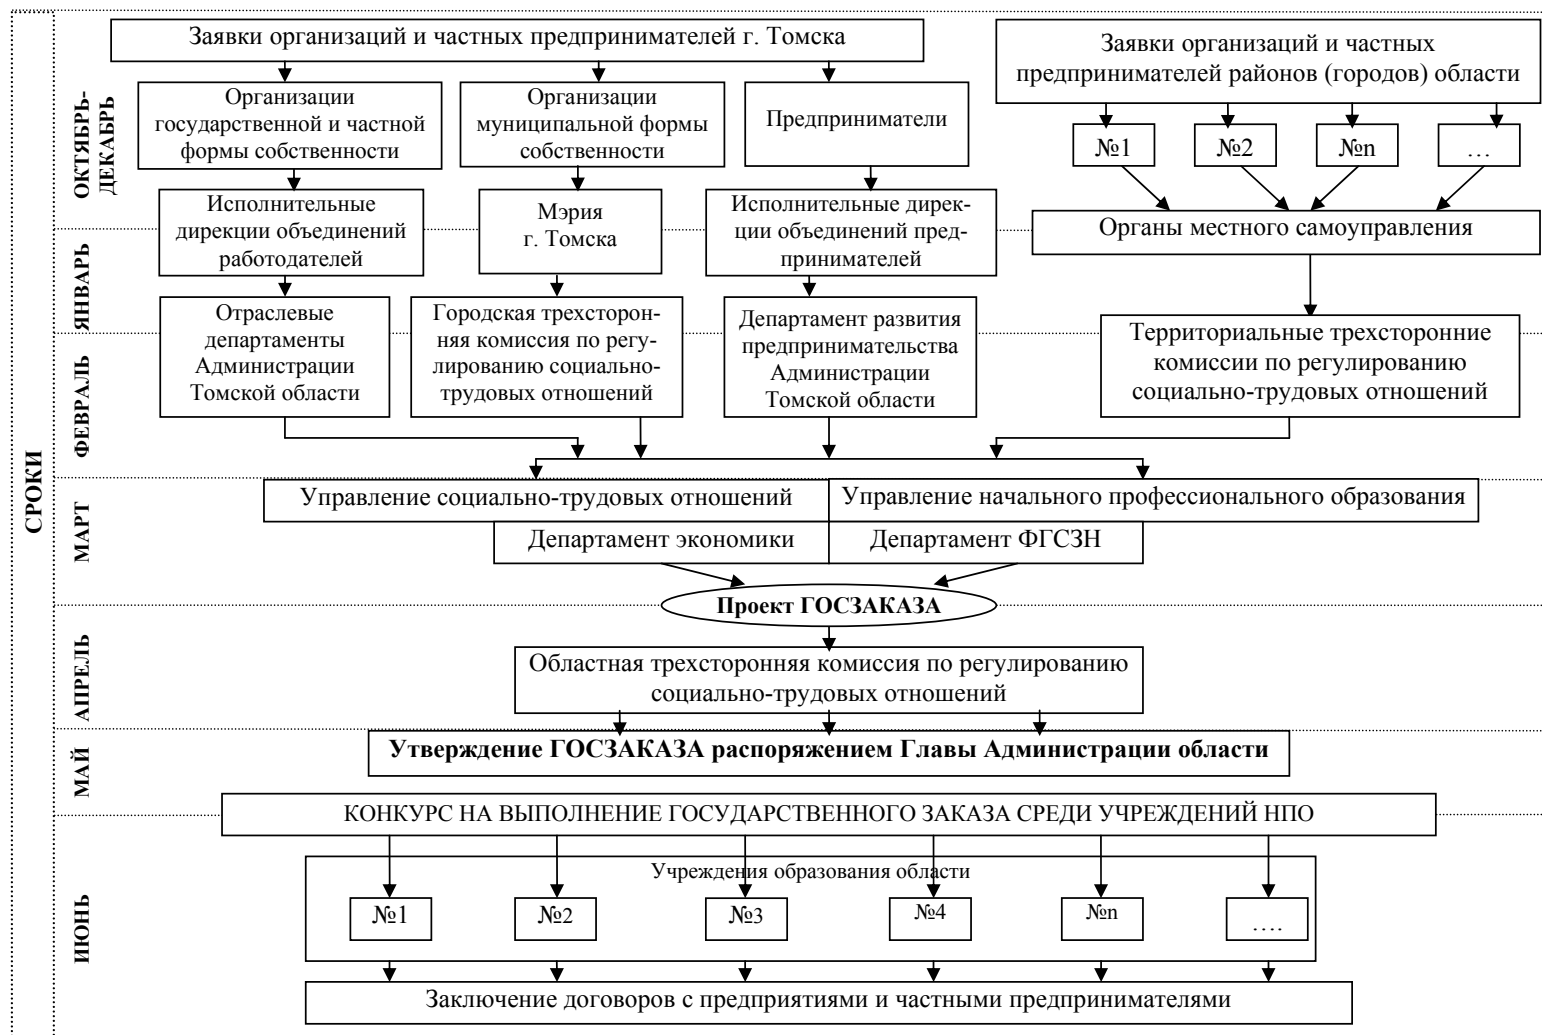 СРОКИ
ОКТЯБРЬ-
ДЕКАБРЬ
Заявки организаций и частных предпринимателей г. Томска
Заявки организаций и частных
предпринимателей районов (городов) области
Организации
государственной и частной
формы собственности
Организации
муниципальной формы
собственности
Предприниматели
№1
№2
№n
…
Исполнительные
дирекции объединений
работодателей
Мэрия
г. Томска
Исполнительные дирек-
ции объединений пред-
принимателей
Органы местного самоуправления
ЯНВАРЬ
Отраслевые
департаменты
Администрации
Томской области
Городская трехсторон-
няя комиссия по регу-
лированию социально-
трудовых отношений
Департамент развития
предпринимательства
Администрации
Томской области
Территориальные трехсторонние
комиссии по регулированию
социально-трудовых отношений
ФЕВРАЛЬ
МАРТ
Управление социально-трудовых отношений
Управление начального профессионального образования
Департамент экономики
Департамент ФГСЗН
Проект ГОСЗАКАЗА
АПРЕЛЬ
Областная трехсторонняя комиссия по регулированию
социально-трудовых отношений
МАЙ
Утверждение ГОСЗАКАЗА распоряжением Главы Администрации области
КОНКУРС НА ВЫПОЛНЕНИЕ ГОСУДАРСТВЕННОГО ЗАКАЗА СРЕДИ УЧРЕЖДЕНИЙ НПО
ИЮНЬ
Учреждения образования области
№1
№2
№3
№4
№n
….
Заключение договоров с предприятиями и частными предпринимателями